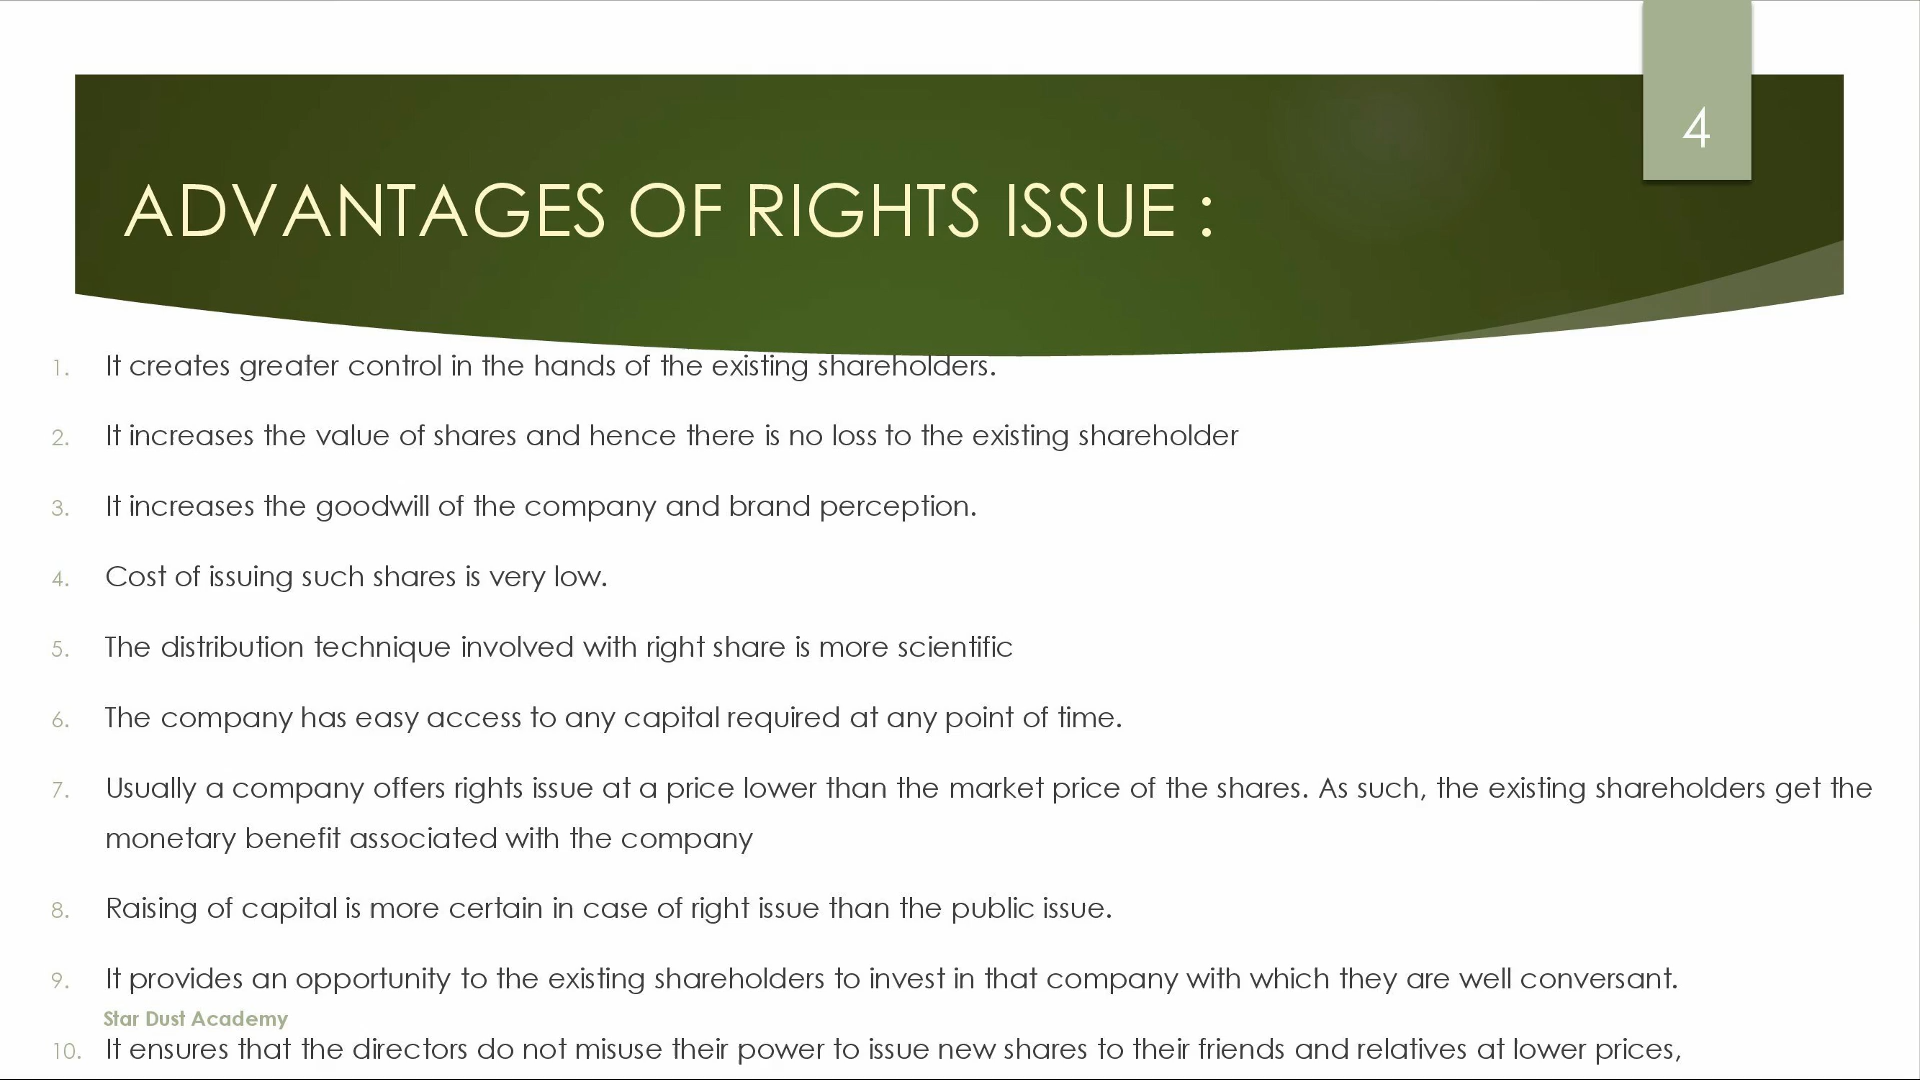 4
ADVANTAGES OF RIGHTS ISSUE :
1. It creates greater control in the hands of the existing shareholders.
2. It increases the value of shares and hence there is no loss to the existing shareholder
3. It increases the goodwill of the company and brand perception.
4. Cost of issuing such shares is very low.
5. The distribution technique involved with right share is more scientific
6. The company has easy access to any capital required at any point of time.
7. Usually a company offers rights issue at a price lower than the market price of the shares. As such, the existing shareholders get the
monetary benefit associated with the company
8. Raising of capital is more certain in case of right issue than the public issue.
9. It provides an opportunity to the existing shareholders to invest in that company with which they are well conversant.
Star Dust Academy
10. It ensures that the directors do not misuse their power to issue new shares to their friends and relatives at lower prices,